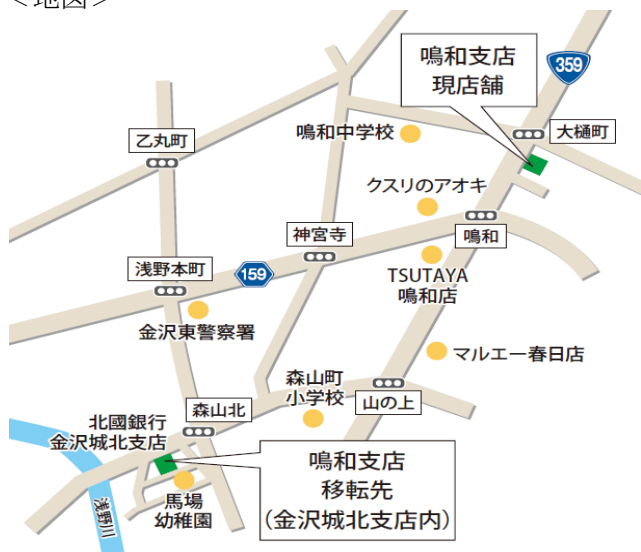 ＜地図＞
鳴和支店
現店舗
359
大樋町
鳴和中学校
乙丸町
クスリのアオキ
神宮寺
鳴和
浅野本町
159
TSUTAYA
鳴和店
金沢東警察署
マルエー春日店
森山町
小学校
山の上
森山北
北國銀行
金沢城北支店
鳴和支店
移転先
(金沢城北支店内)
馬場
幼稚園
浅野川